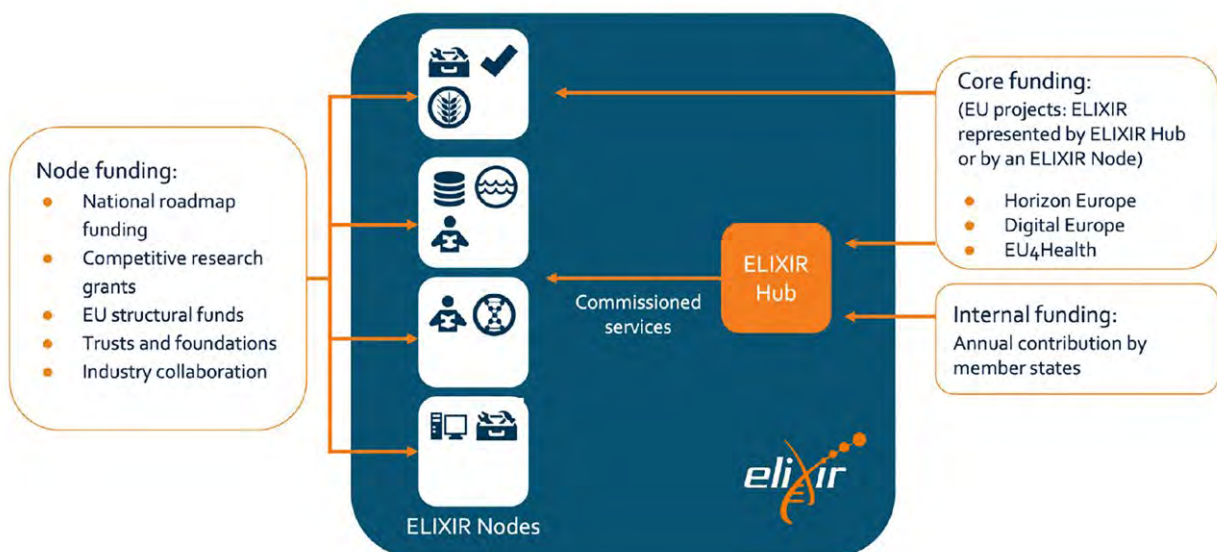 Node funding:
National roadmap
funding
Competitive research
grants
EU structural funds
Trusts and foundations
Industry collaboration
ELIXIR Nodes
Commissioned
services
ELIXIR
Hub
elixir
Core funding:
(EU projects: ELIXIR
represented by ELIXIR Hub
or by an ELIXIR Node)
Horizon Europe
Digital Europe
EU4Health
Internal funding:
Annual contribution by
member states